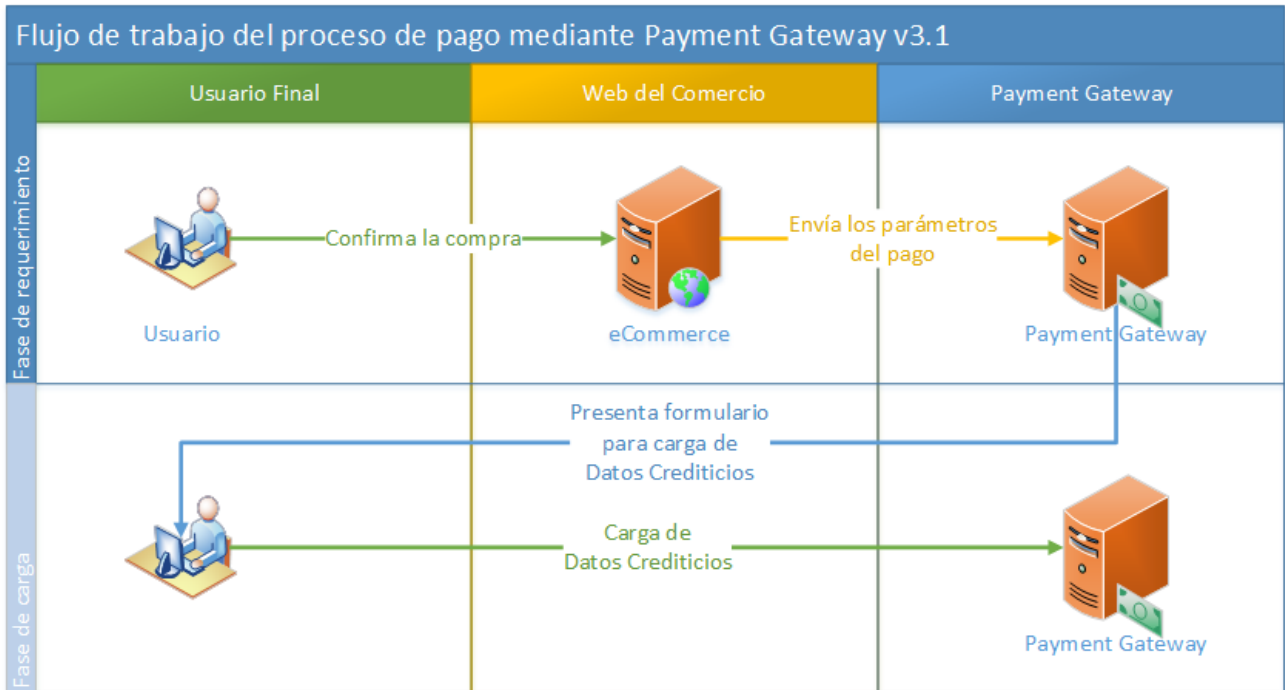 Flujo de trabajo del proceso de pago mediante Payment Gateway v3.1
Usuario Final
Web del Comercio
Payment Gateway
Fase de requerimiento
Confirma la compra
Envía los parámetros
del pago
Usuario
eCommerce
Payment Gateway
Fase de carga
Presenta formulario
para carga de
Datos Crediticios
Carga de
Datos Crediticios
Payment Gateway